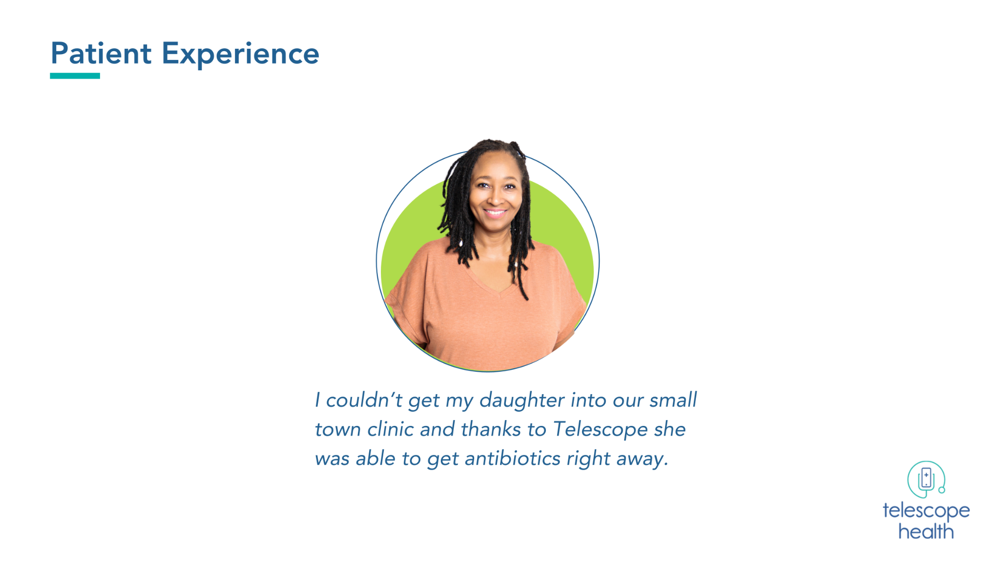 Patient Experience
I couldn’t get my daughter into our small
town clinic and thanks to Telescope she
was able to get antibiotics right away.
telescope
health